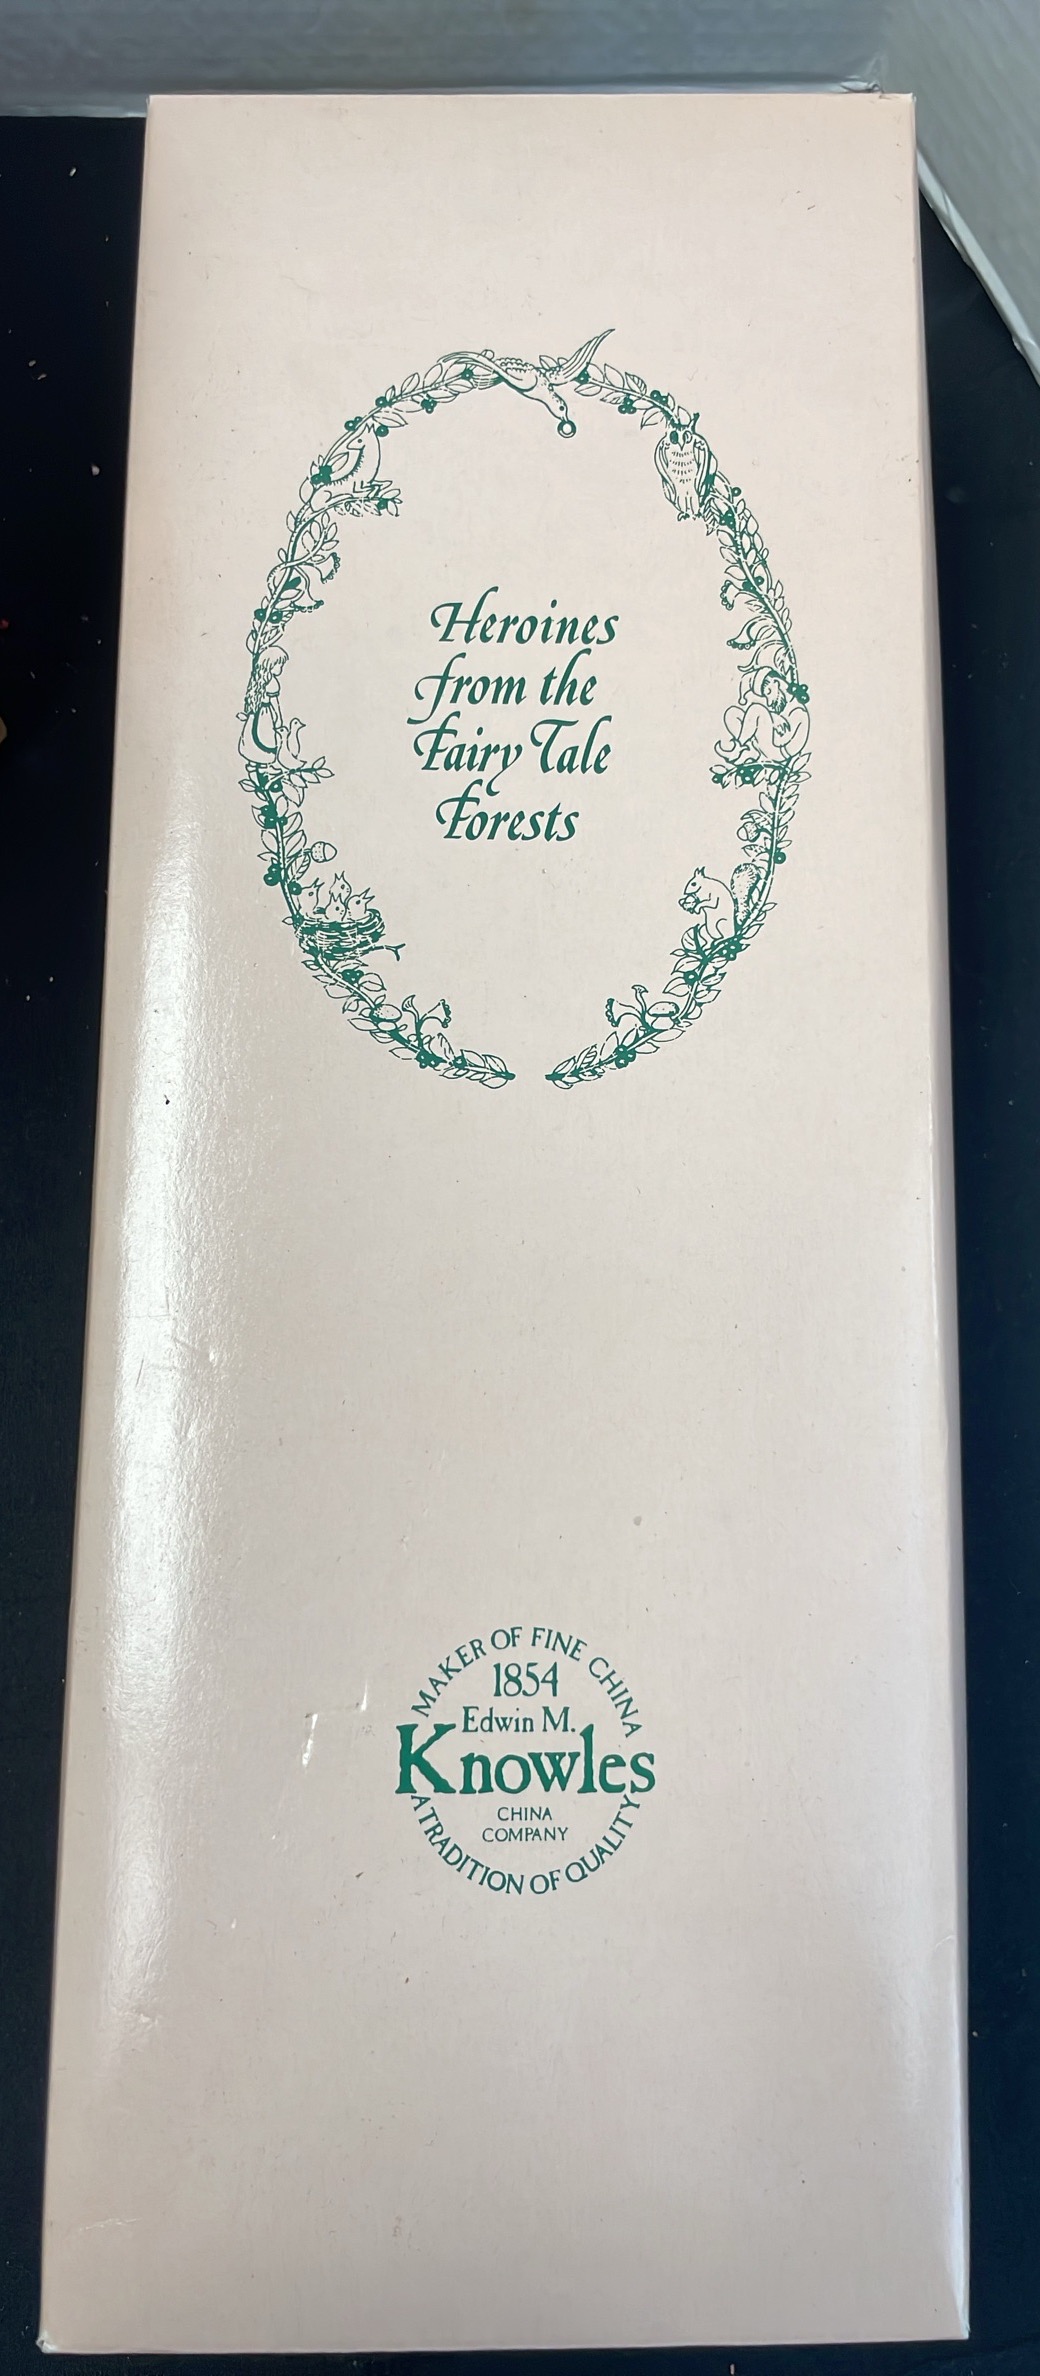 Heroines
from the
Fairy Tale
Forests
MAKER OF FINE CHINA
1854
Edwin M.
Knowles
CHINA
COMPANY
A TRADITION OF QUALITY